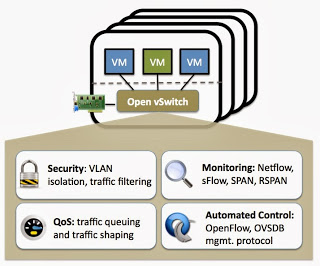 VM VM VM
Open vSwitch
Security: VLAN
isolation, traffic filtering
Monitoring: Netflow,
sFlow, SPAN, RSPAN
QoS: traffic queuing
and traffic shaping
Automated Control:
OpenFlow, OVSDB
mgmt. protocol